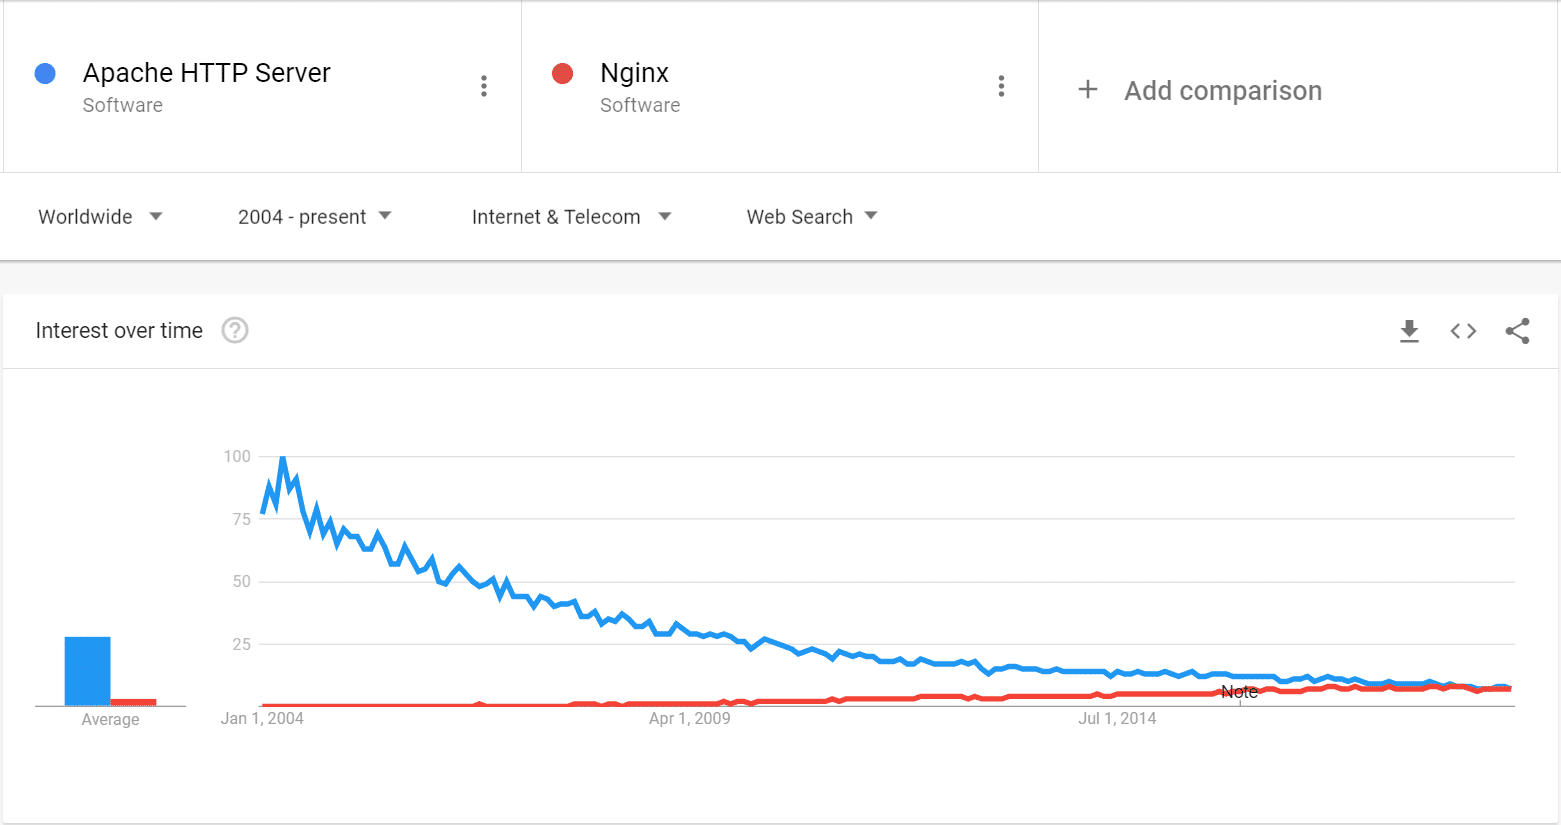 Apache HTTP Server
Software
Nginx
Software
+ Add comparison
Worldwide
2004 - present
Internet & Telecom
Web Search
Interest over time ?
100
75
50
25
Note
Average
Jan 1, 2004
Apr 1, 2009
Jul 1, 2014